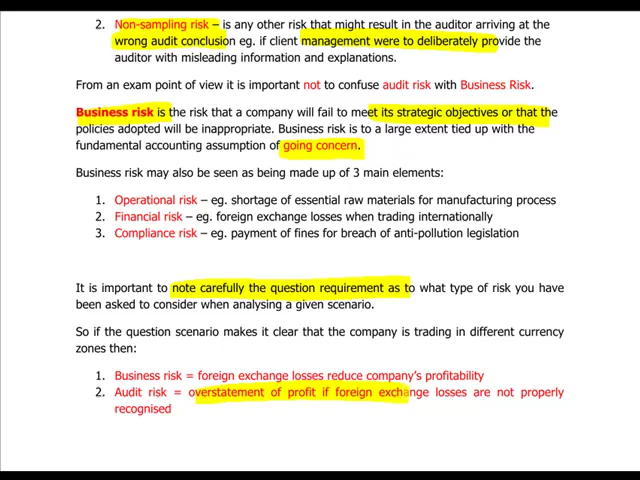 2. Non-sampling risk – is any other risk that might result in the auditor arriving at the
wrong audit conclusion eg. if client management were to deliberately provide the
auditor with misleading information and explanations.
From an exam point of view it is important not to confuse audit risk with Business Risk.
Business risk is the risk that a company will fail to meet its strategic objectives or that the
policies adopted will be inappropriate. Business risk is to a large extent tied up with the
fundamental accounting assumption of going concern.
Business risk may also be seen as being made up of 3 main elements:
1. Operational risk – eg. shortage of essential raw materials for manufacturing process
2. Financial risk – eg. foreign exchange losses when trading internationally
3. Compliance risk – eg. payment of fines for breach of anti-pollution legislation
It is important to note carefully the question requirement as to what type of risk you have
been asked to consider when analysing a given scenario.
So if the question scenario makes it clear that the company is trading in different currency
zones then:
1. Business risk = foreign exchange losses reduce company's profitability
2. Audit risk = overstatement of profit if foreign exchange losses are not properly
recognised